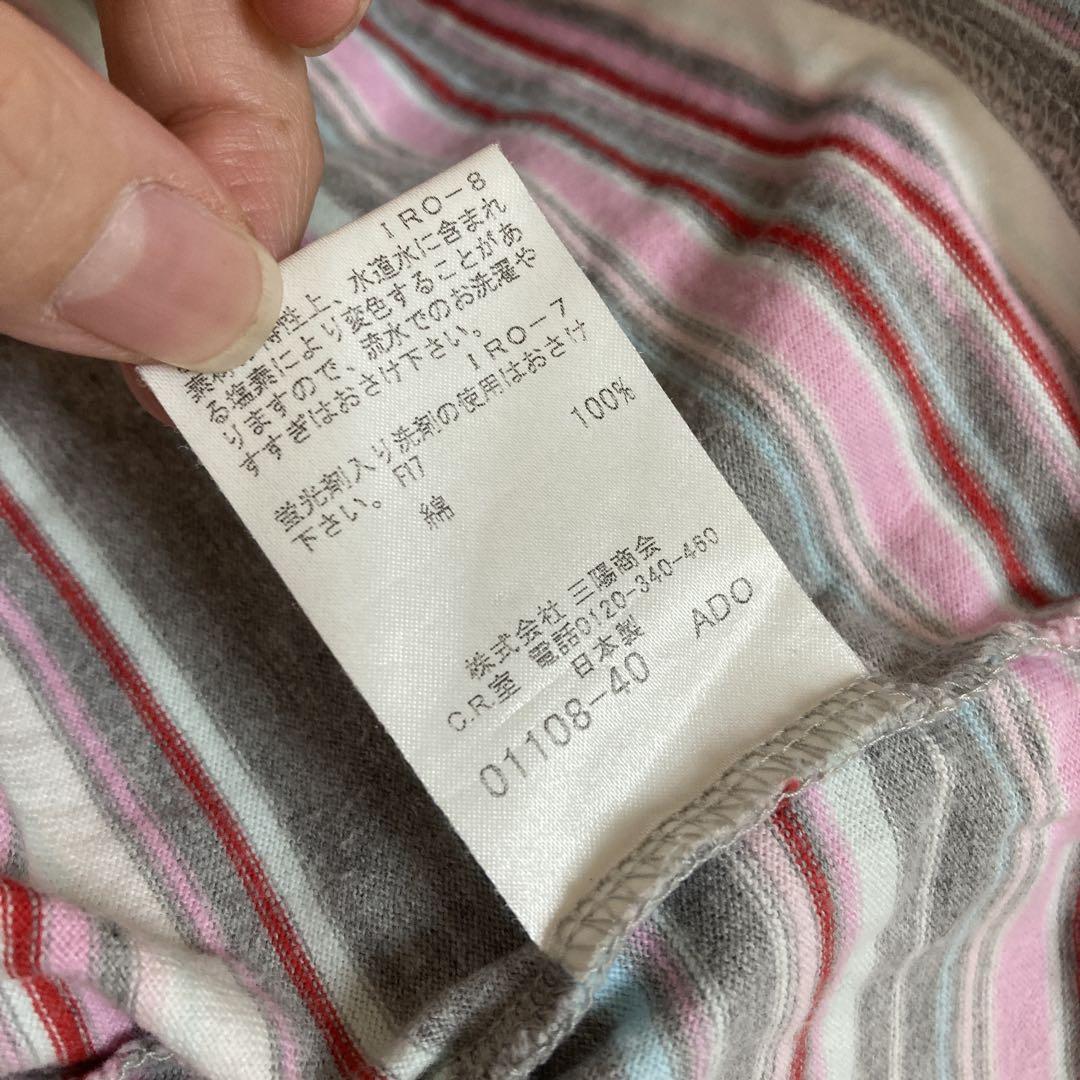 IRO-8
特性上、水道水に含まれ
る塩素により変色することがあ
りますので、流水でのお洗濯や
すすぎはおさけ下さい。
IRO-7
蛍光剤入り洗剤の使用はおさけ
下さい。F17
綿 100%
株式会社 三陽商会
C.R.室 電話0120-340-460
日本製
01108-40 ADO